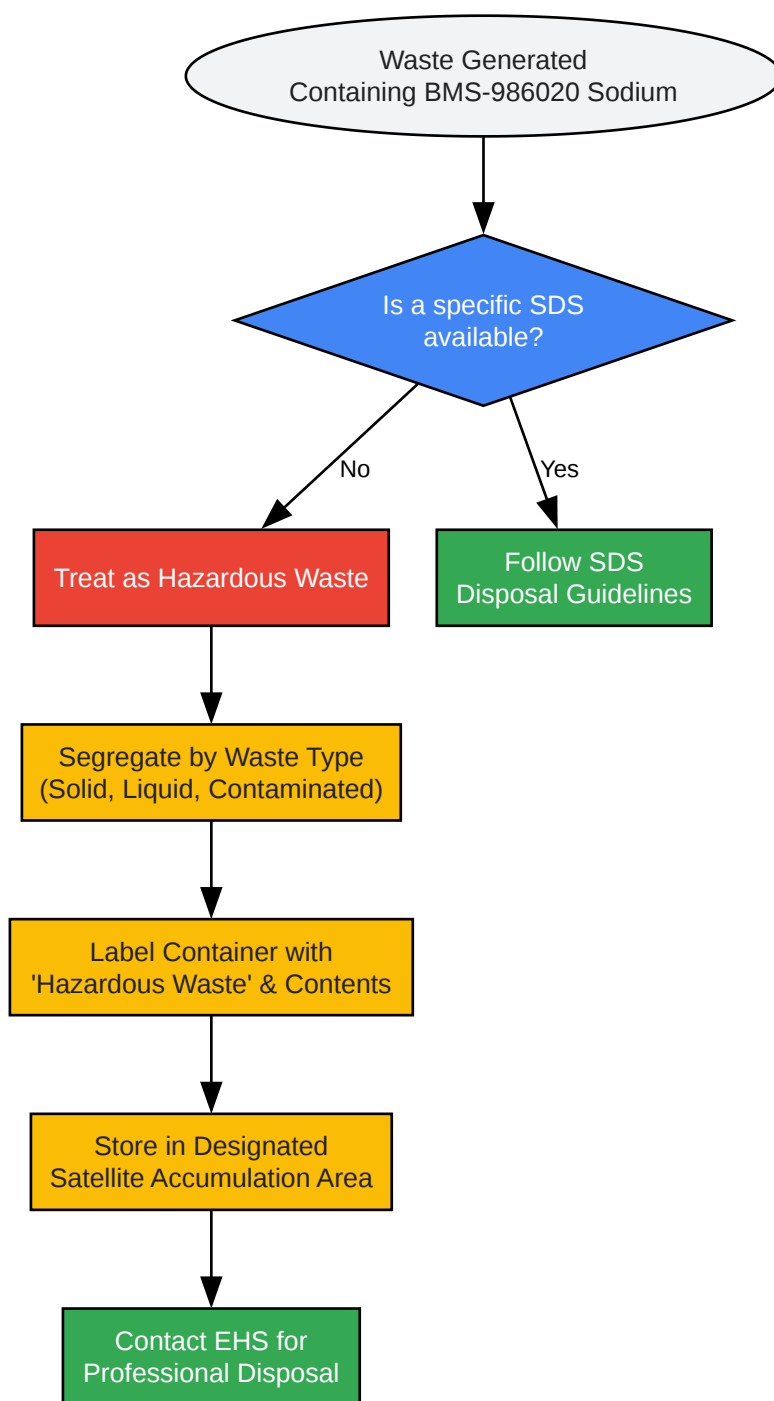 Waste Generated
Containing BMS-986020 Sodium
Is a specific SDS
available?
No
Yes
Treat as Hazardous Waste
Follow SDS
Disposal Guidelines
Segregate by Waste Type
(Solid, Liquid, Contaminated)
Label Container with
'Hazardous Waste' & Contents
Store in Designated
Satellite Accumulation Area
Contact EHS for
Professional Disposal